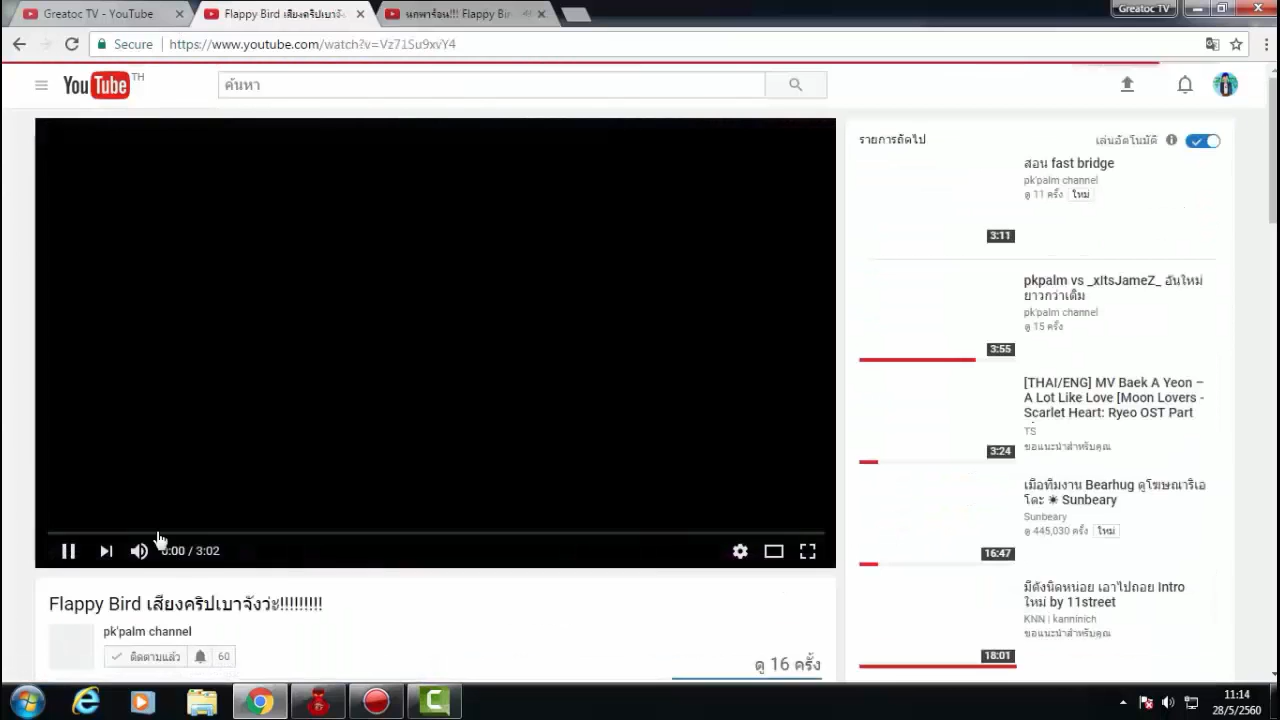 Greatoc TV - YouTube
Flappy Bird เสียงคริปเบาจัง
นกพาร้อน!!! Flappy Bir
Greatoc TV
Secure
https://www.youtube.com/watch?v=Vz71Su9xvY4
YouTube TH
ค้นหา
รายการถัดไป
เล่นอัตโนมัติ
สอน fast bridge
pk'palm channel
ดู 11 ครั้ง ใหม่
3:11
pkpalm vs _xItsJameZ_ อันใหม่
ยาวกว่าเดิม
pk'palm channel
ดู 15 ครั้ง
3:55
[THAI/ENG] MV Baek A Yeon –
A Lot Like Love [Moon Lovers -
Scarlet Heart: Ryeo OST Part
TS
ขอแนะนำสำหรับคุณ
3:24
เมื่อทีมงาน Bearhug ดูโฆษณาริเอ
โดะ ☀ Sunbeary
Sunbeary
ดู 445,030 ครั้ง ใหม่
16:47
มีตังนิดหน่อย เอาไปถอย Intro
ใหม่ by 11street
KNN | kanninich
ขอแนะนำสำหรับคุณ
18:01
0:00 / 3:02
Flappy Bird เสียงคริปเบาจังว่ะ!!!!!!!!!
pk'palm channel
ติดตามแล้ว 60
ดู 16 ครั้ง
11:14
28/5/2560